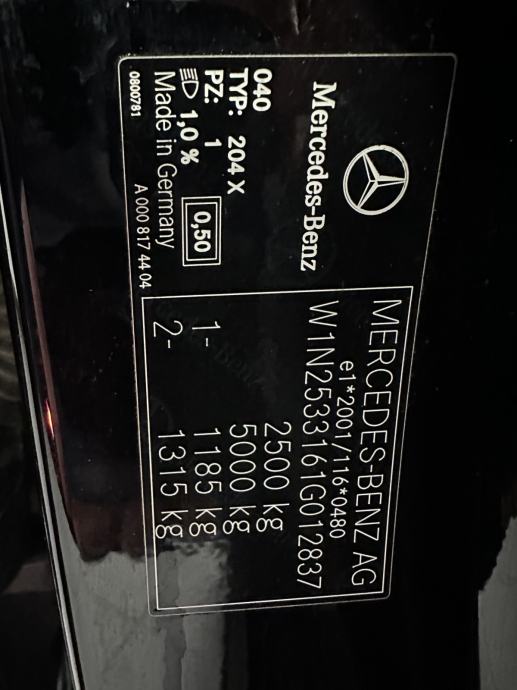 Mercedes-Benz
040
TYP: 204 X
PZ: 1
1,0 % 0,50
Made in Germany
A 000 817 44 04
0800781
MERCEDES-BENZ AG
e1*2001/116*0480
W1N2533161G012837
2500 kg
5000 kg
1- 1185 kg
2- 1315 kg